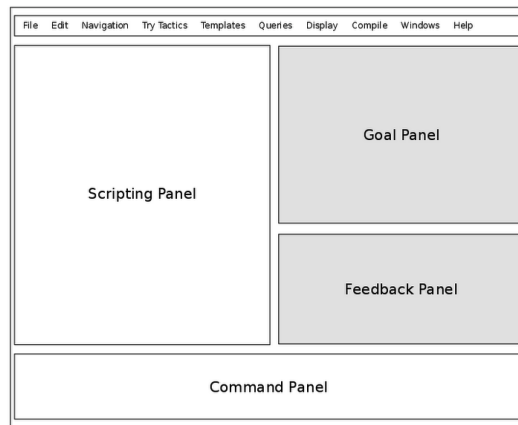 File Edit Navigation Try Tactics Templates Queries Display Compile Windows Help
Goal Panel
Scripting Panel
Feedback Panel
Command Panel